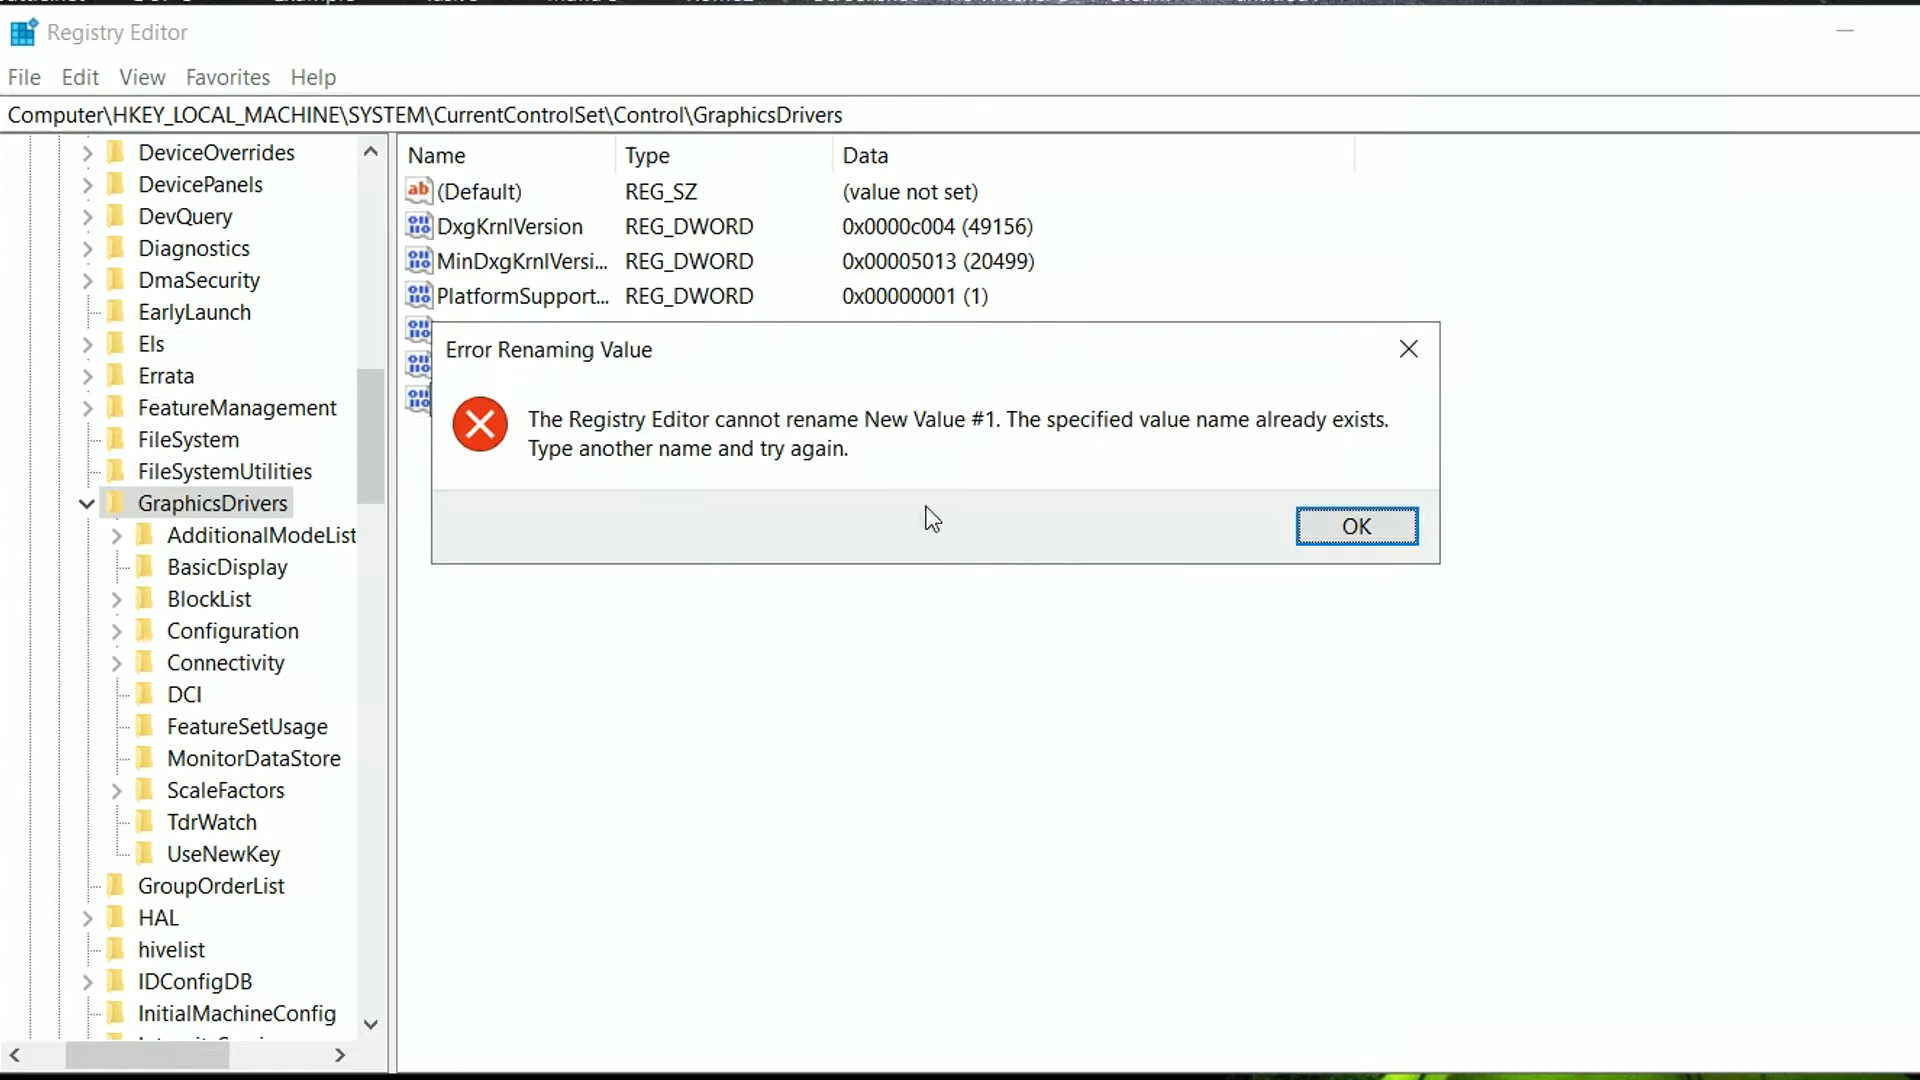 Registry Editor
File Edit View Favorites Help
Computer\HKEY_LOCAL_MACHINE\SYSTEM\CurrentControlSet\Control\GraphicsDrivers
DeviceOverrides
DevicePanels
DevQuery
Diagnostics
DmaSecurity
EarlyLaunch
Els
Errata
FeatureManagement
FileSystem
FileSystemUtilities
GraphicsDrivers
AdditionalModeList
BasicDisplay
BlockList
Configuration
Connectivity
DCI
FeatureSetUsage
MonitorDataStore
ScaleFactors
TdrWatch
UseNewKey
GroupOrderList
HAL
hivelist
IDConfigDB
InitialMachineConfig
Name Type Data
(Default) REG_SZ (value not set)
DxgKrnlVersion REG_DWORD 0x0000c004 (49156)
MinDxgKrnlVersi... REG_DWORD 0x00005013 (20499)
PlatformSupport... REG_DWORD 0x00000001 (1)
Error Renaming Value
The Registry Editor cannot rename New Value #1. The specified value name already exists.
Type another name and try again.
OK